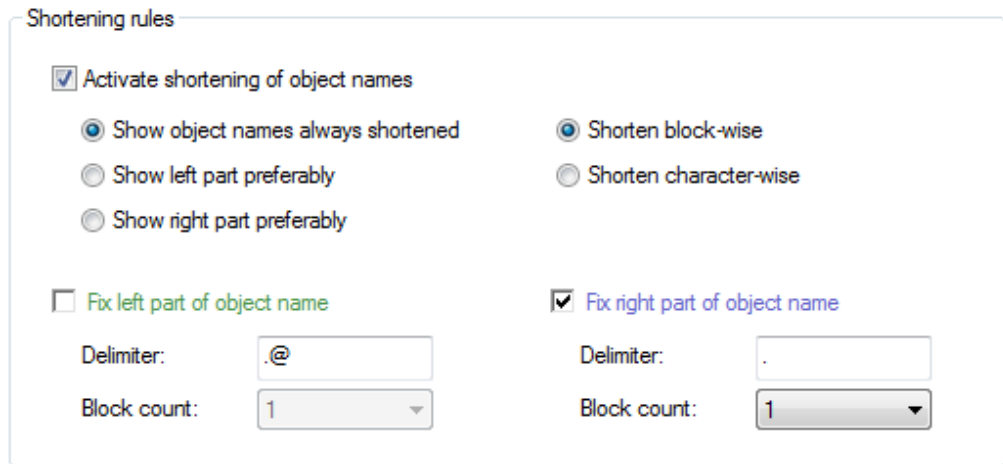 Shortening rules
Activate shortening of object names
Show object names always shortened
Shorten block-wise
Show left part preferably
Shorten character-wise
Show right part preferably
Fix left part of object name
Fix right part of object name
Delimiter: .@
Delimiter: .
Block count: 1
Block count: 1